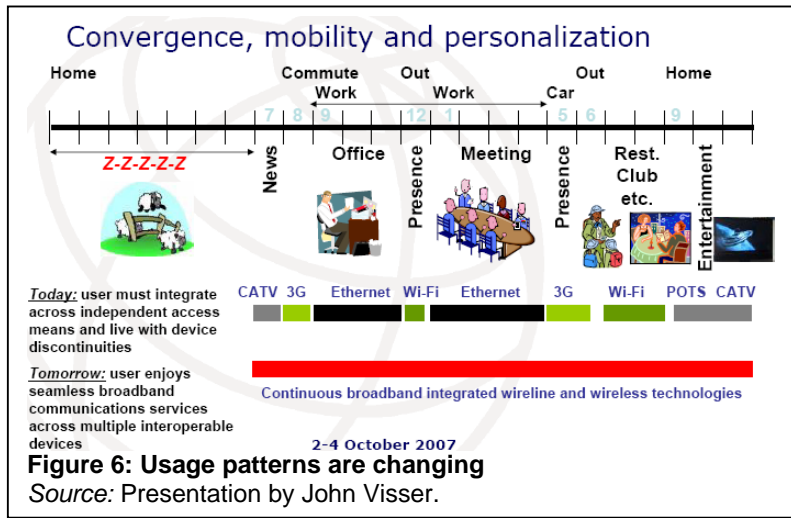 Convergence, mobility and personalization
Home Commute Out Out Home
Work Work Car
7 8 9 12 1 5 6 9
Z-Z-Z-Z-Z
News
Office
Presence
Meeting
Presence
Rest.
Club
etc.
Entertainment
Today: user must integrate
across independent access
means and live with device
discontinuities
CATV 3G Ethernet Wi-Fi Ethernet 3G Wi-Fi POTS CATV
Tomorrow: user enjoys
seamless broadband
communications services
across multiple interoperable
devices
Continuous broadband integrated wireline and wireless technologies
2-4 October 2007
Figure 6: Usage patterns are changing
Source: Presentation by John Visser.